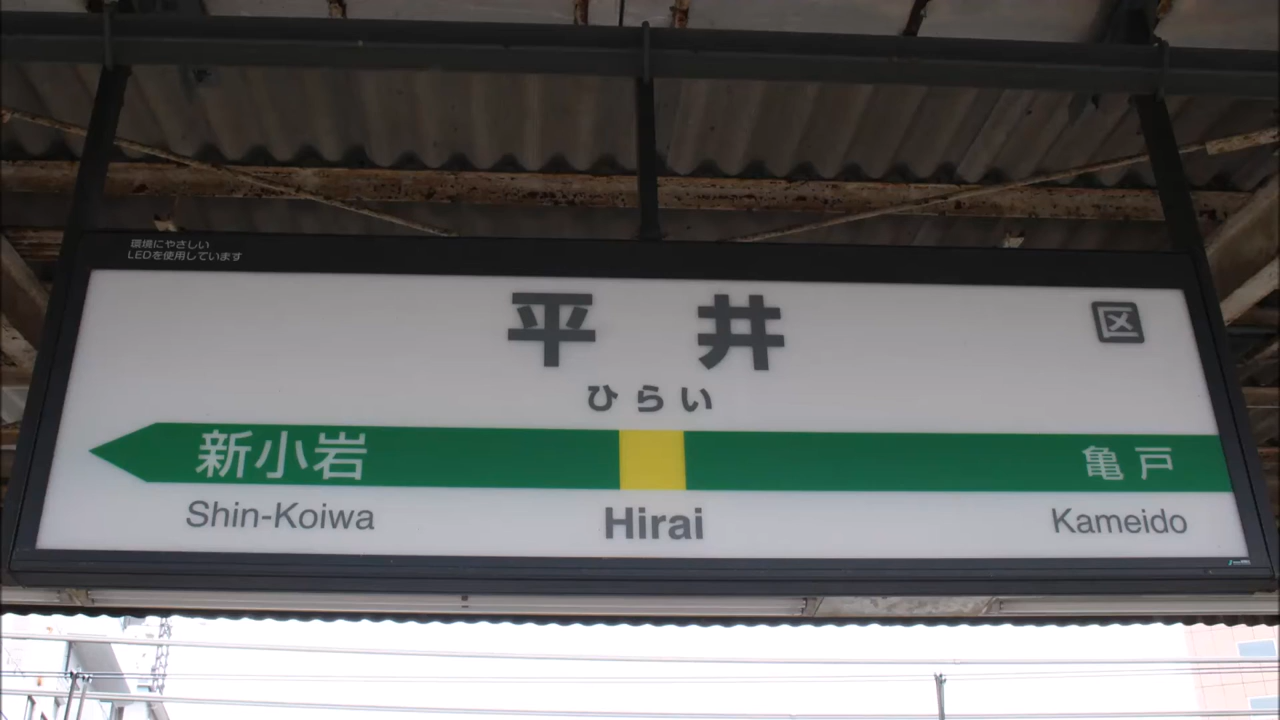 環境にやさしい
LEDを使用しています
平井
区
ひらい
新小岩 亀戸
Shin-Koiwa Hirai Kameido